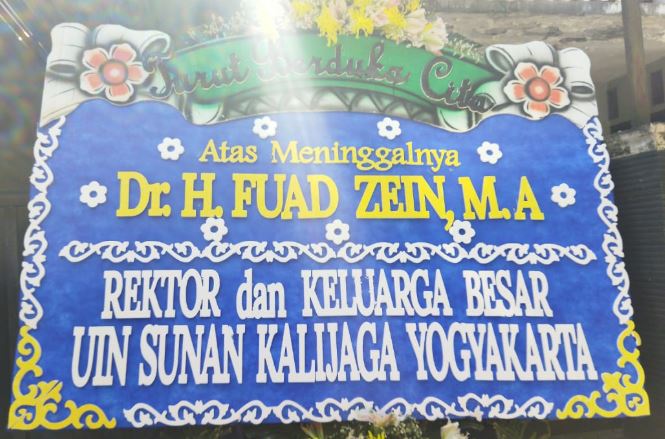 Turut Berduka Cita
Atas Meninggalnya
Dr. H. FUAD ZEIN, M. A
REKTOR dan KELUARGA BESAR
UIN SUNAN KALIJAGA YOGYAKARTA